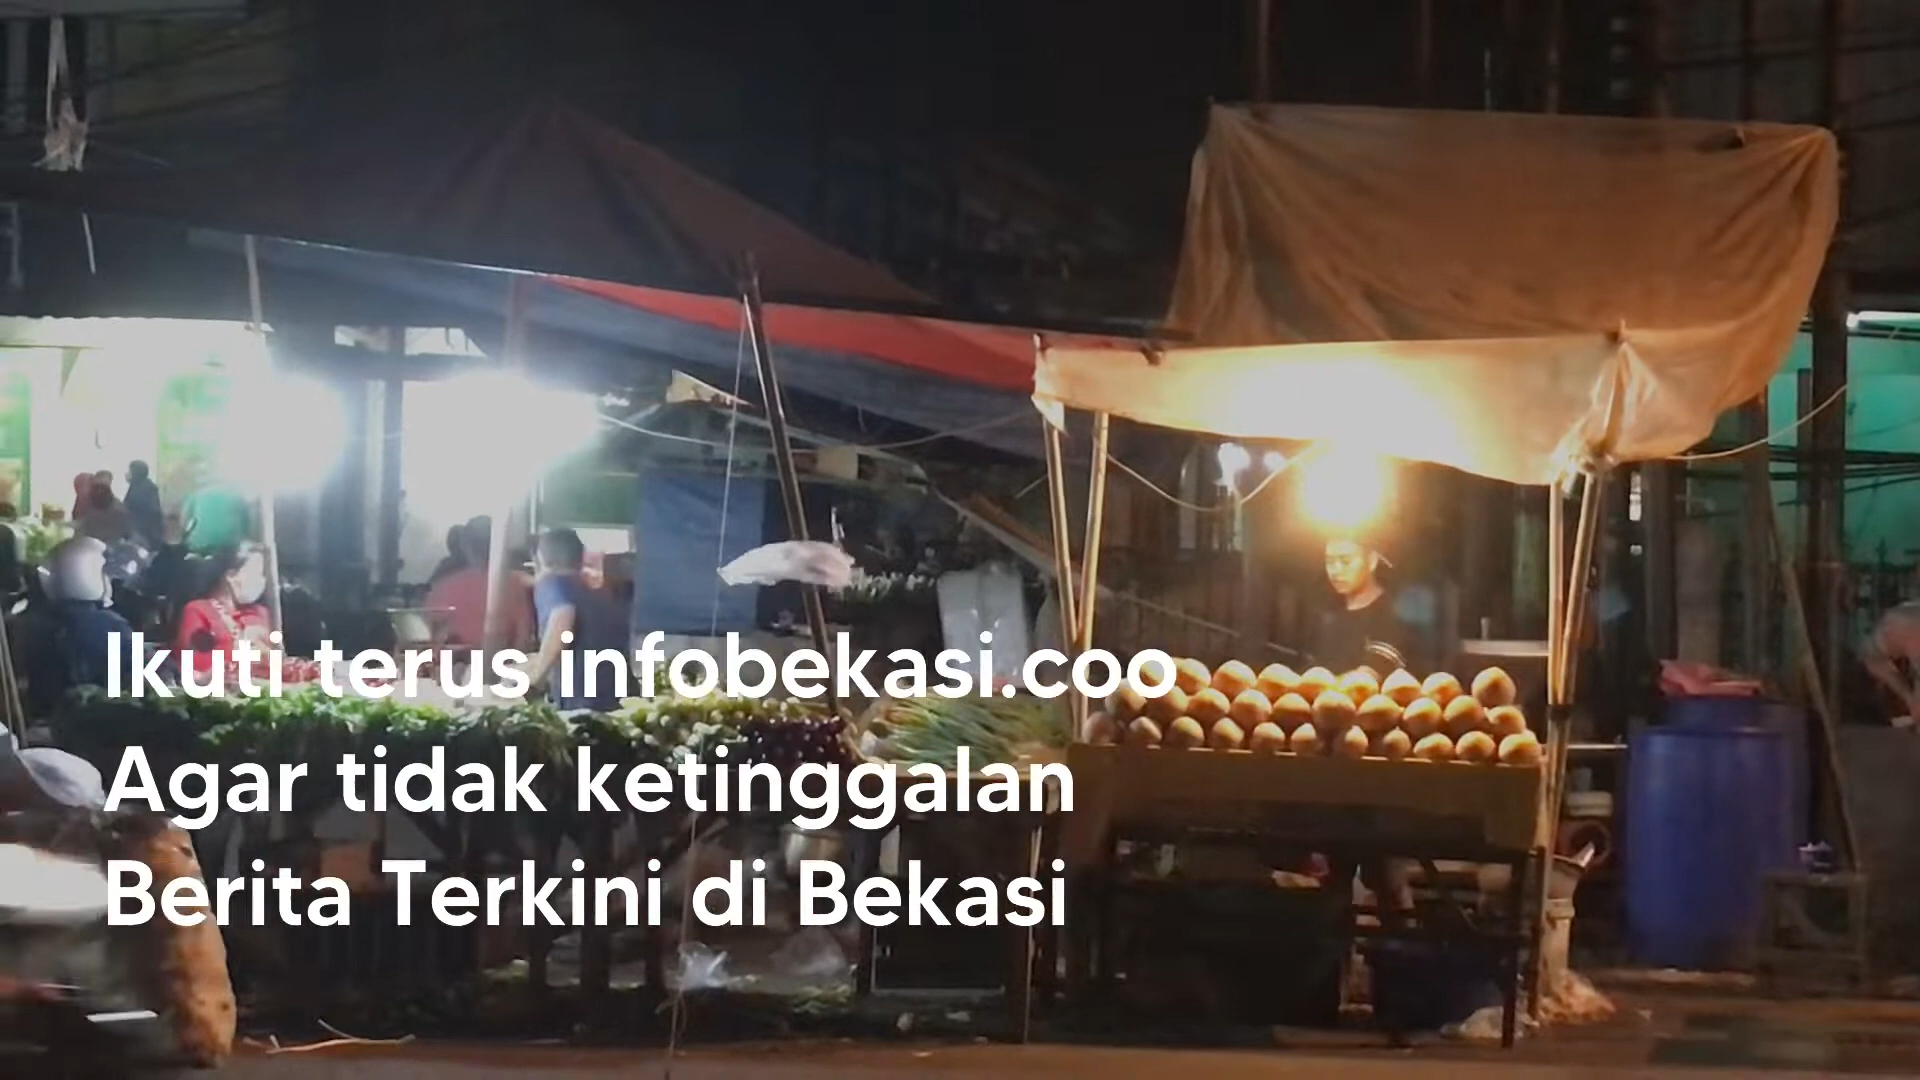 Ikuti terus infobekasi.coo
Agar tidak ketinggalan
Berita Terkini di Bekasi